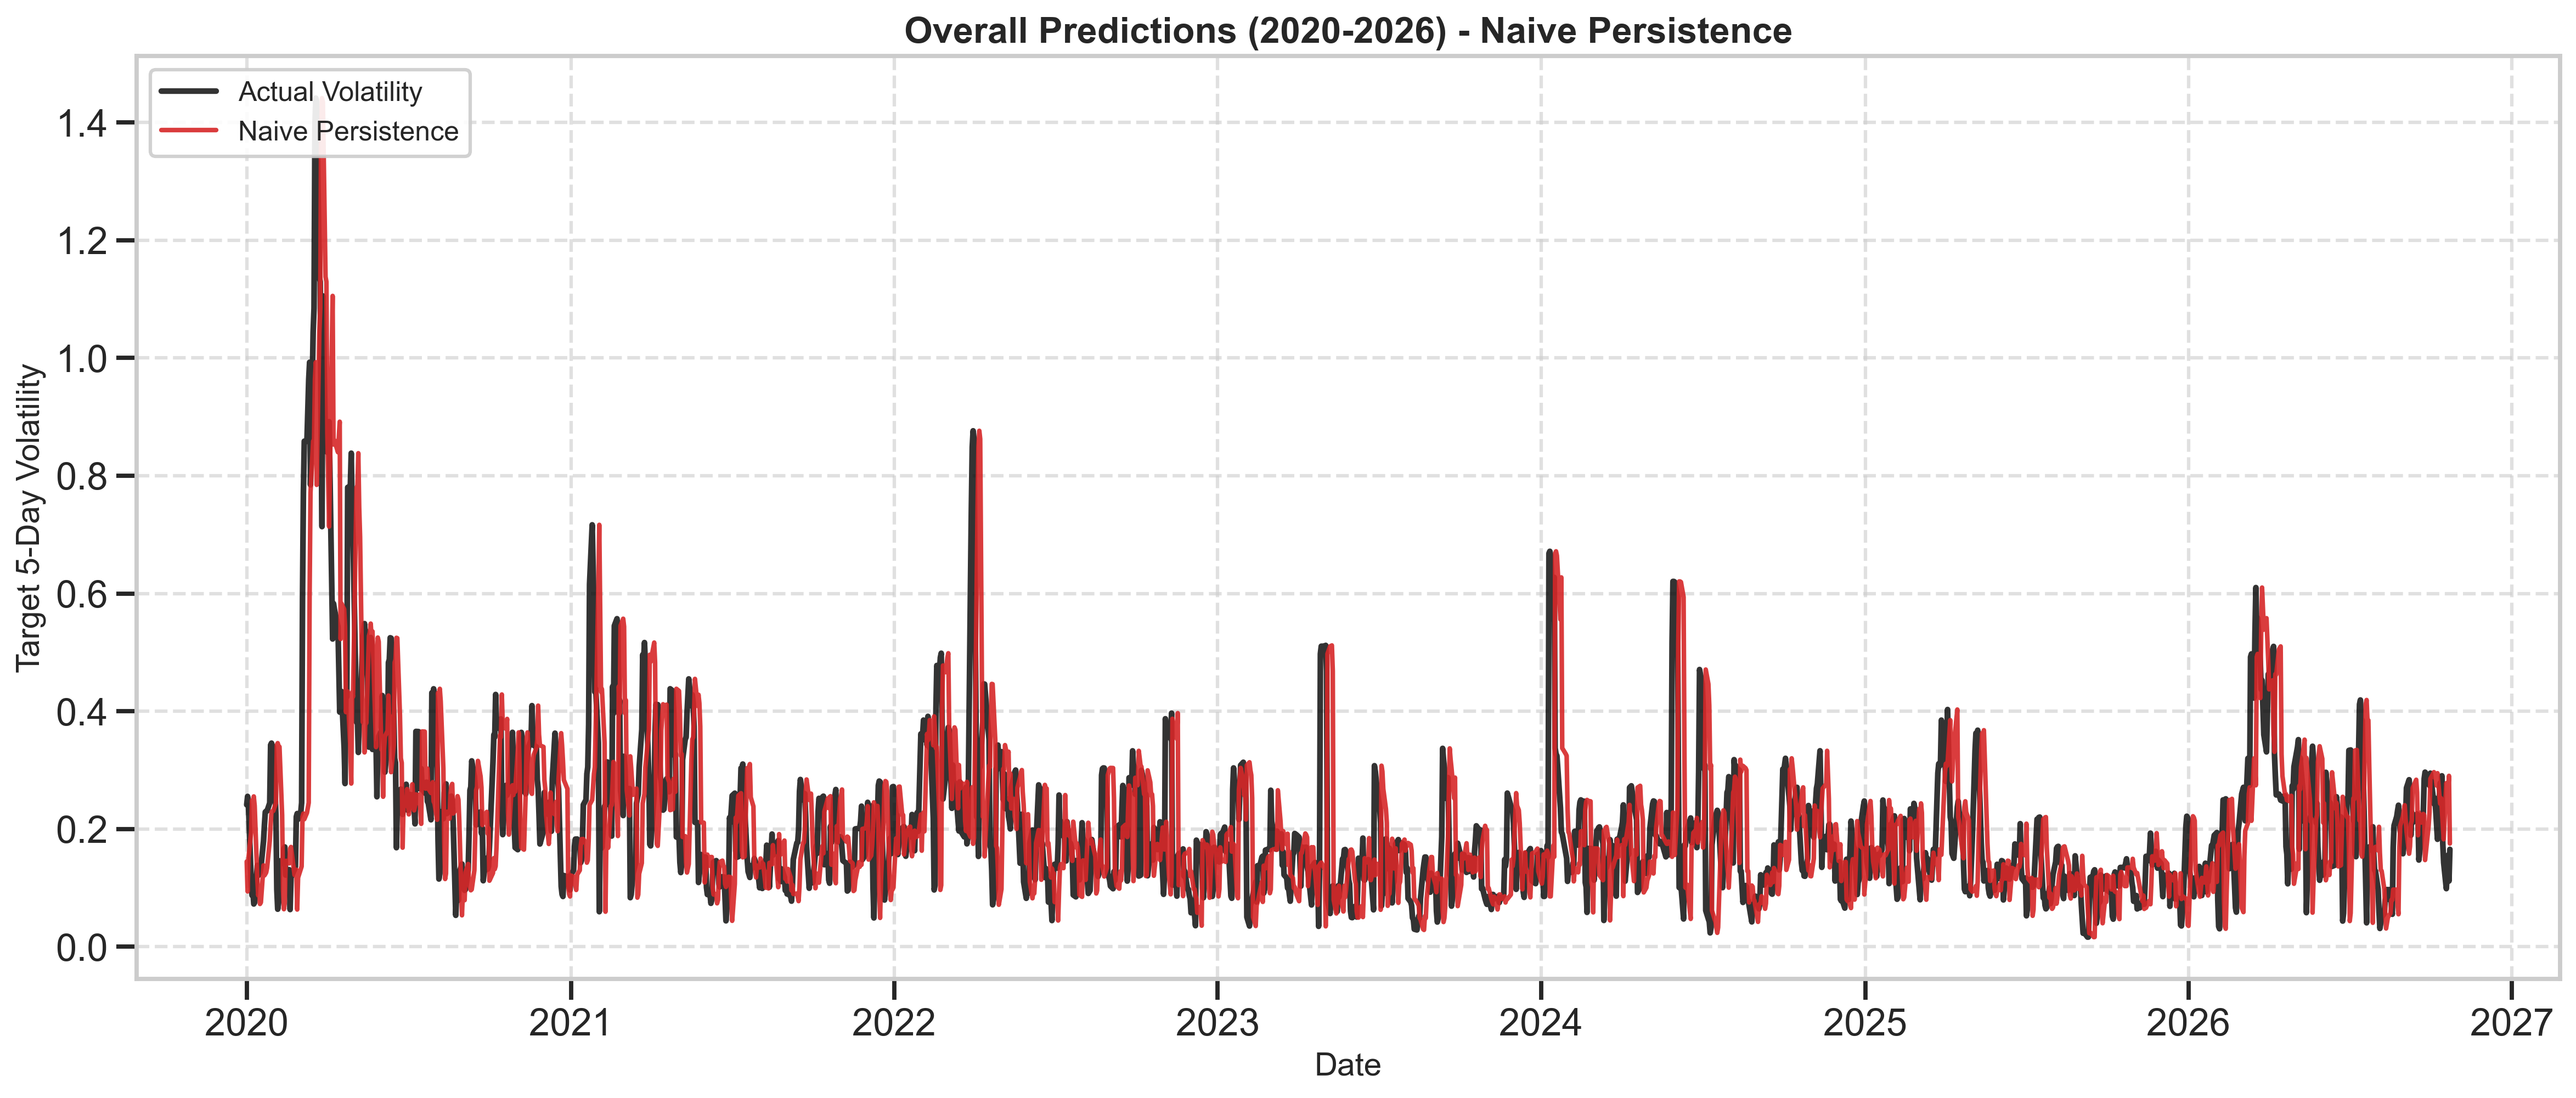 Overall Predictions (2020-2026) - Naive Persistence
Actual Volatility
Naive Persistence
Target 5-Day Volatility
1.4
1.2
1.0
0.8
0.6
0.4
0.2
0.0
2020 2021 2022 2023 2024 2025 2026 2027
Date